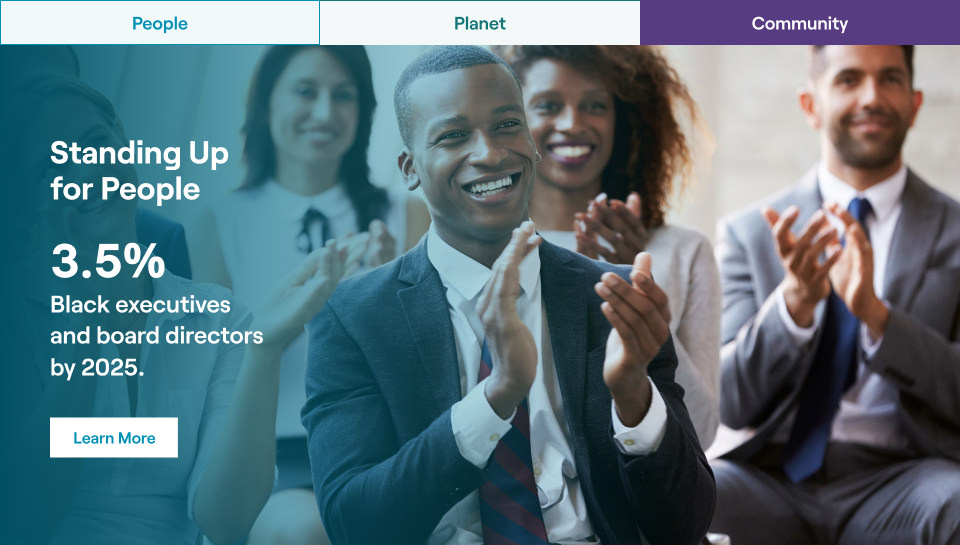 People
Planet
Community
Standing Up
for People
3.5%
Black executives
and board directors
by 2025.
Learn More